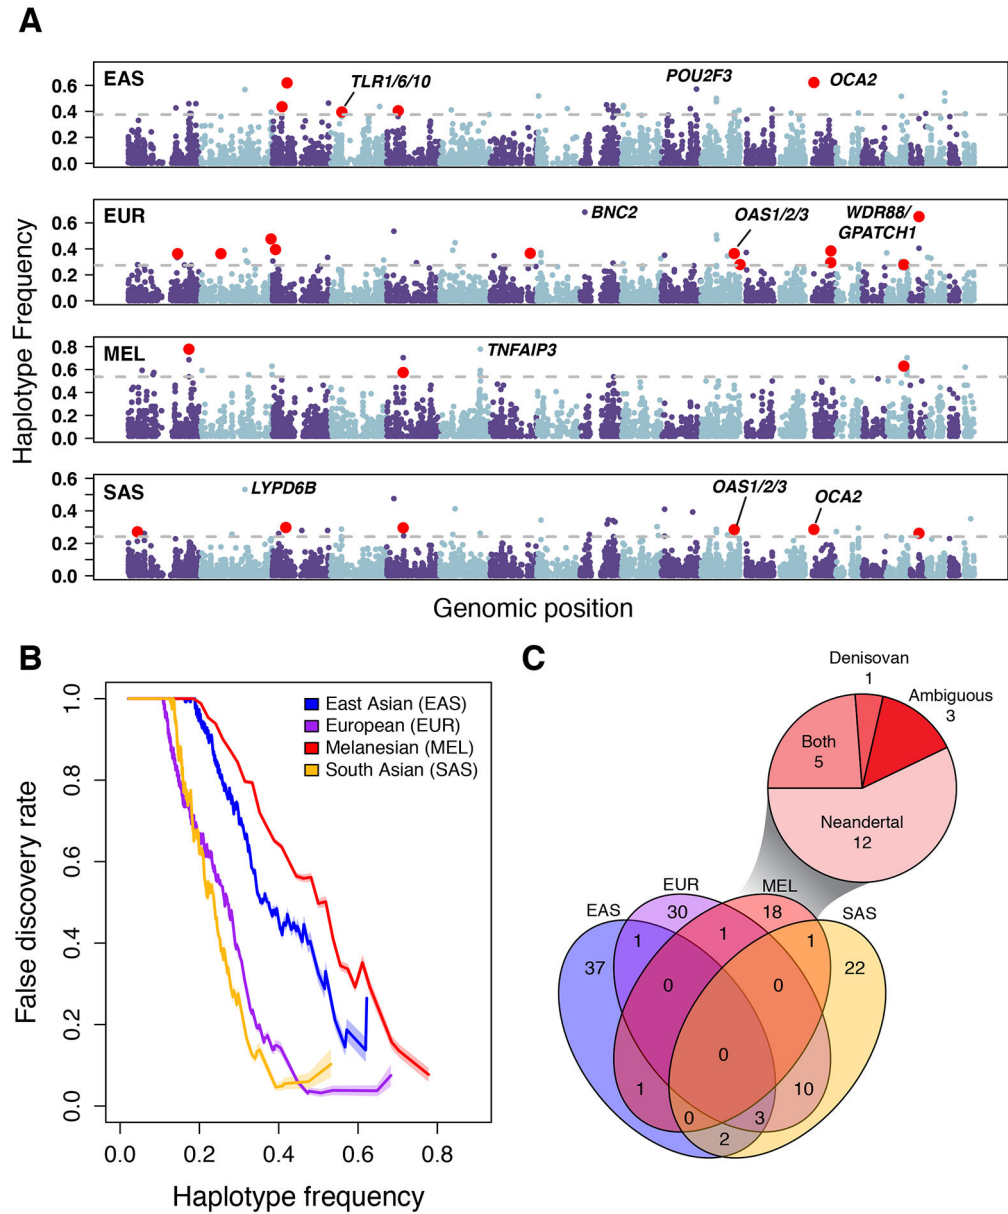 A
EAS
TLR1/6/10
POU2F3
OCA2
0.6
0.4
0.2
0.0
EUR
BNC2
OAS1/2/3
WDR88/
GPATCH1
0.6
0.4
0.2
0.0
Haplotype Frequency
MEL
TNFAIP3
0.8
0.6
0.4
0.2
0.0
SAS
LYPD6B
OAS1/2/3
OCA2
0.6
0.4
0.2
0.0
Genomic position
B
1.0
0.8
0.6
0.4
0.2
0.0
False discovery rate
East Asian (EAS)
European (EUR)
Melanesian (MEL)
South Asian (SAS)
0.0 0.2 0.4 0.6 0.8
Haplotype frequency
C
Denisovan
1
Ambiguous
3
Both
5
Neandertal
12
EAS
EUR
MEL
SAS
30
18
1
1
1
37
22
0
0
0
1
10
0
3
2